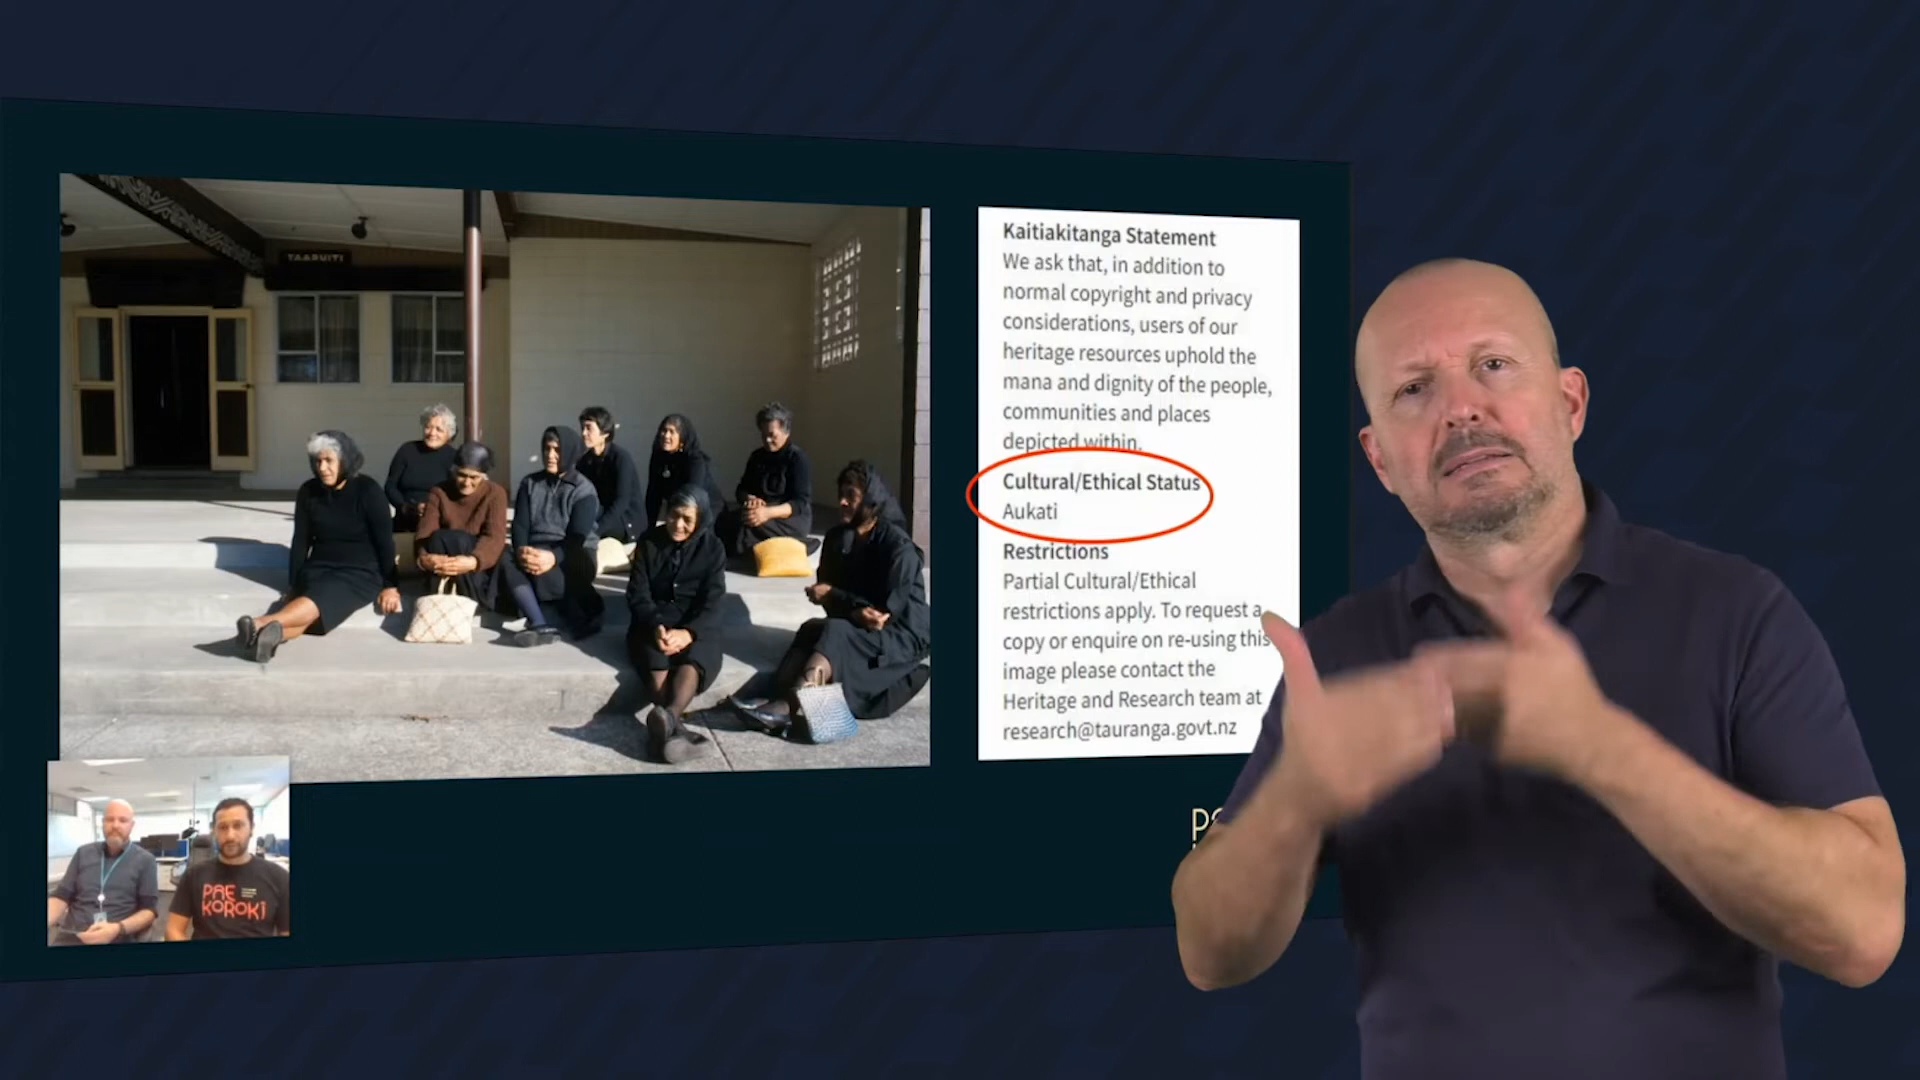 TAARUITI
Kaitiakitanga Statement
We ask that, in addition to
normal copyright and privacy
considerations, users of our
heritage resources uphold the
mana and dignity of the people,
communities and places
depicted within.
Cultural/Ethical Status
Aukati
Restrictions
Partial Cultural/Ethical
restrictions apply. To request a
copy or enquire on re-using this
image please contact the
Heritage and Research team at
research@tauranga.govt.nz
PAE
KOROKI